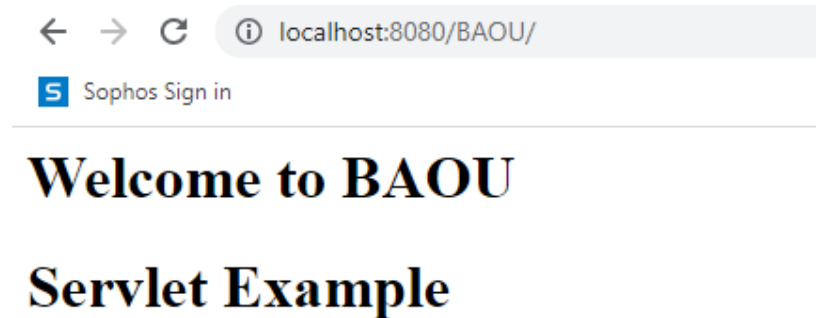 localhost:8080/BAOU/
S Sophos Sign in
Welcome to BAOU
Servlet Example